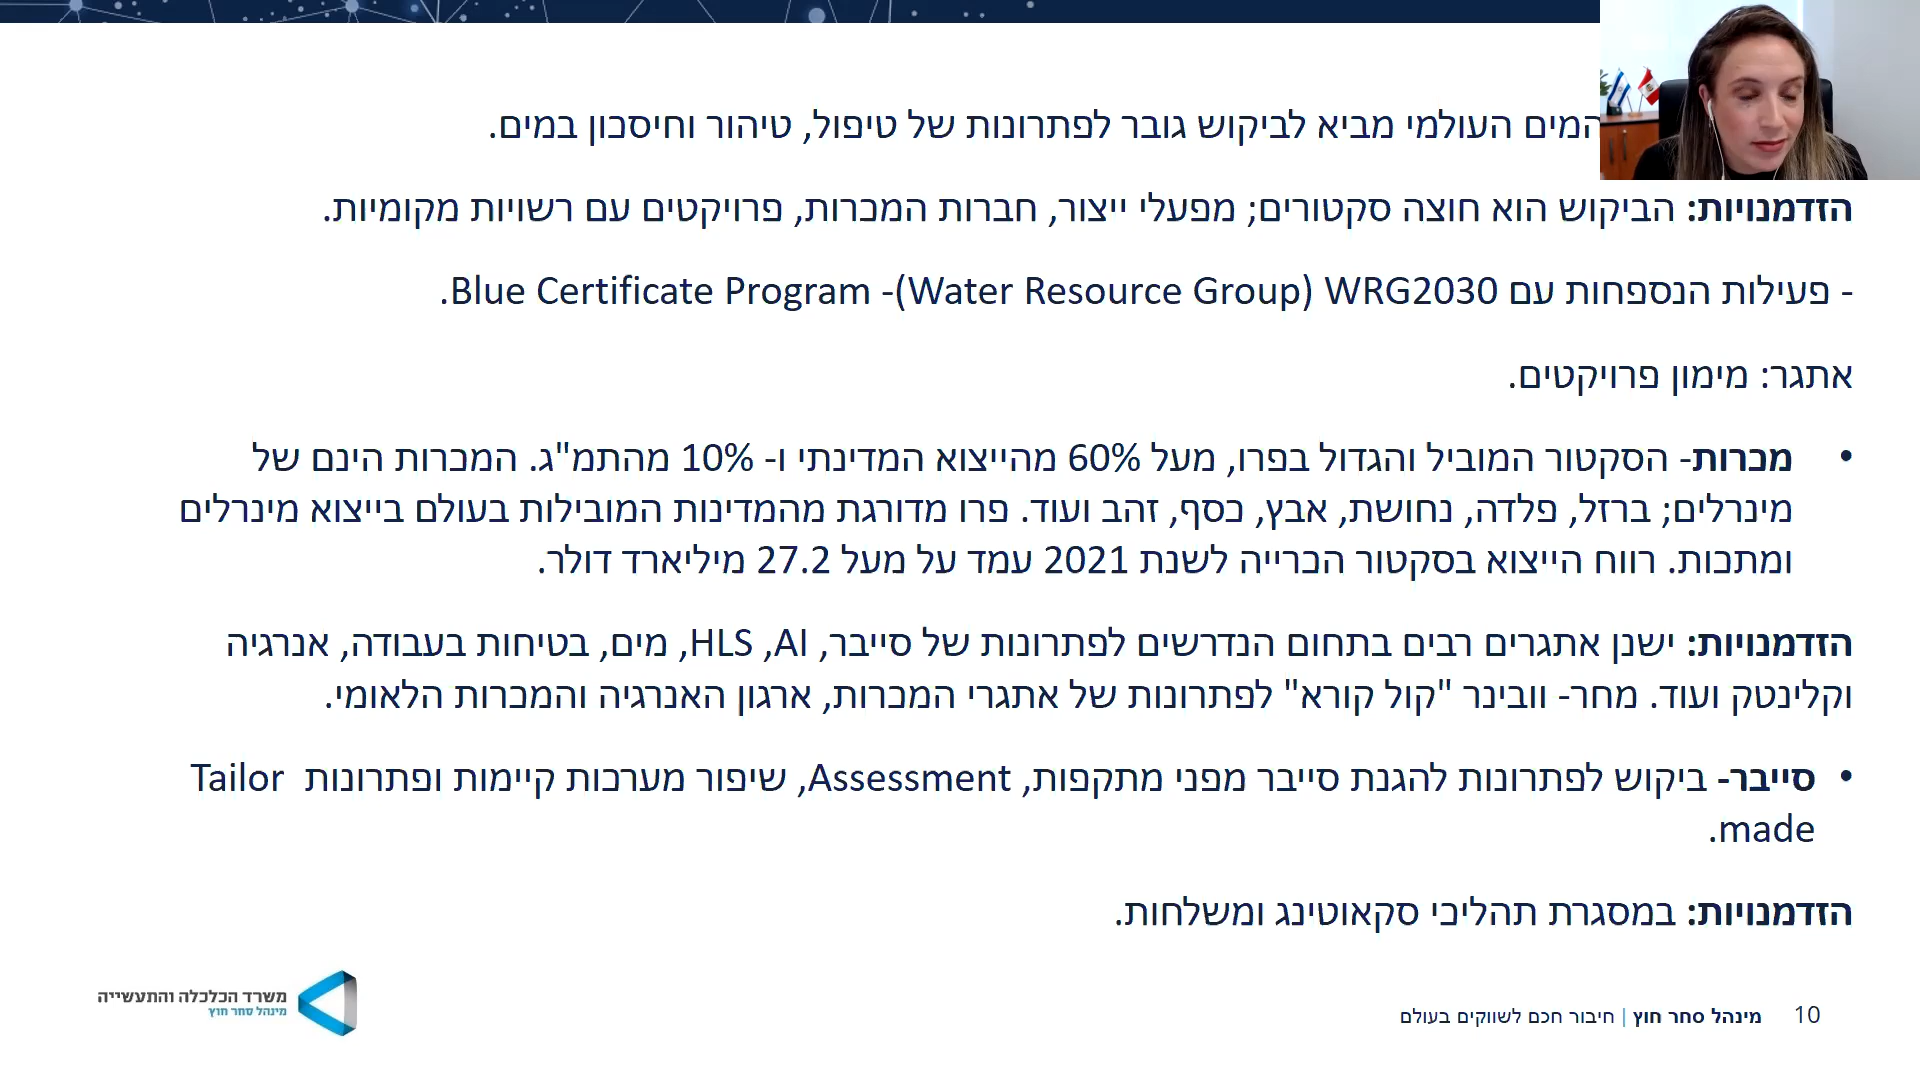 המים העולמי מביא לביקוש גובר לפתרונות של טיפול, טיהור וחיסכון במים.
הזדמנויות: הביקוש הוא חוצה סקטורים; מפעלי ייצור, חברות המכרות, פרויקטים עם רשויות מקומיות.
- פעילות הנספחות עם WRG2030 (Water Resource Group)- Blue Certificate Program.
אתגר: מימון פרויקטים.
• מכרות- הסקטור המוביל והגדול בפרו, מעל 60% מהייצוא המדינתי ו- 10% מהתמ"ג. המכרות הינם של
מינרלים; ברזל, פלדה, נחושת, אבץ, כסף, זהב ועוד. פרו מדורגת מהמדינות המובילות בעולם בייצוא מינרלים
ומתכות. רווח הייצוא בסקטור הכרייה לשנת 2021 עמד על מעל 27.2 מיליארד דולר.
הזדמנויות: ישנן אתגרים רבים בתחום הנדרשים לפתרונות של סייבר, AI, HLS, מים, בטיחות בעבודה, אנרגיה
וקלינטק ועוד. מחר- וובינר "קול קורא" לפתרונות של אתגרי המכרות, ארגון האנרגיה והמכרות הלאומי.
• סייבר- ביקוש לפתרונות להגנת סייבר מפני מתקפות, Assessment, שיפור מערכות קיימות ופתרונות Tailor
made.
הזדמנויות: במסגרת תהליכי סקאוטינג ומשלחות.
משרד הכלכלה והתעשייה
מינהל סחר חוץ
10 מינהל סחר חוץ | חיבור חכם לשווקים בעולם